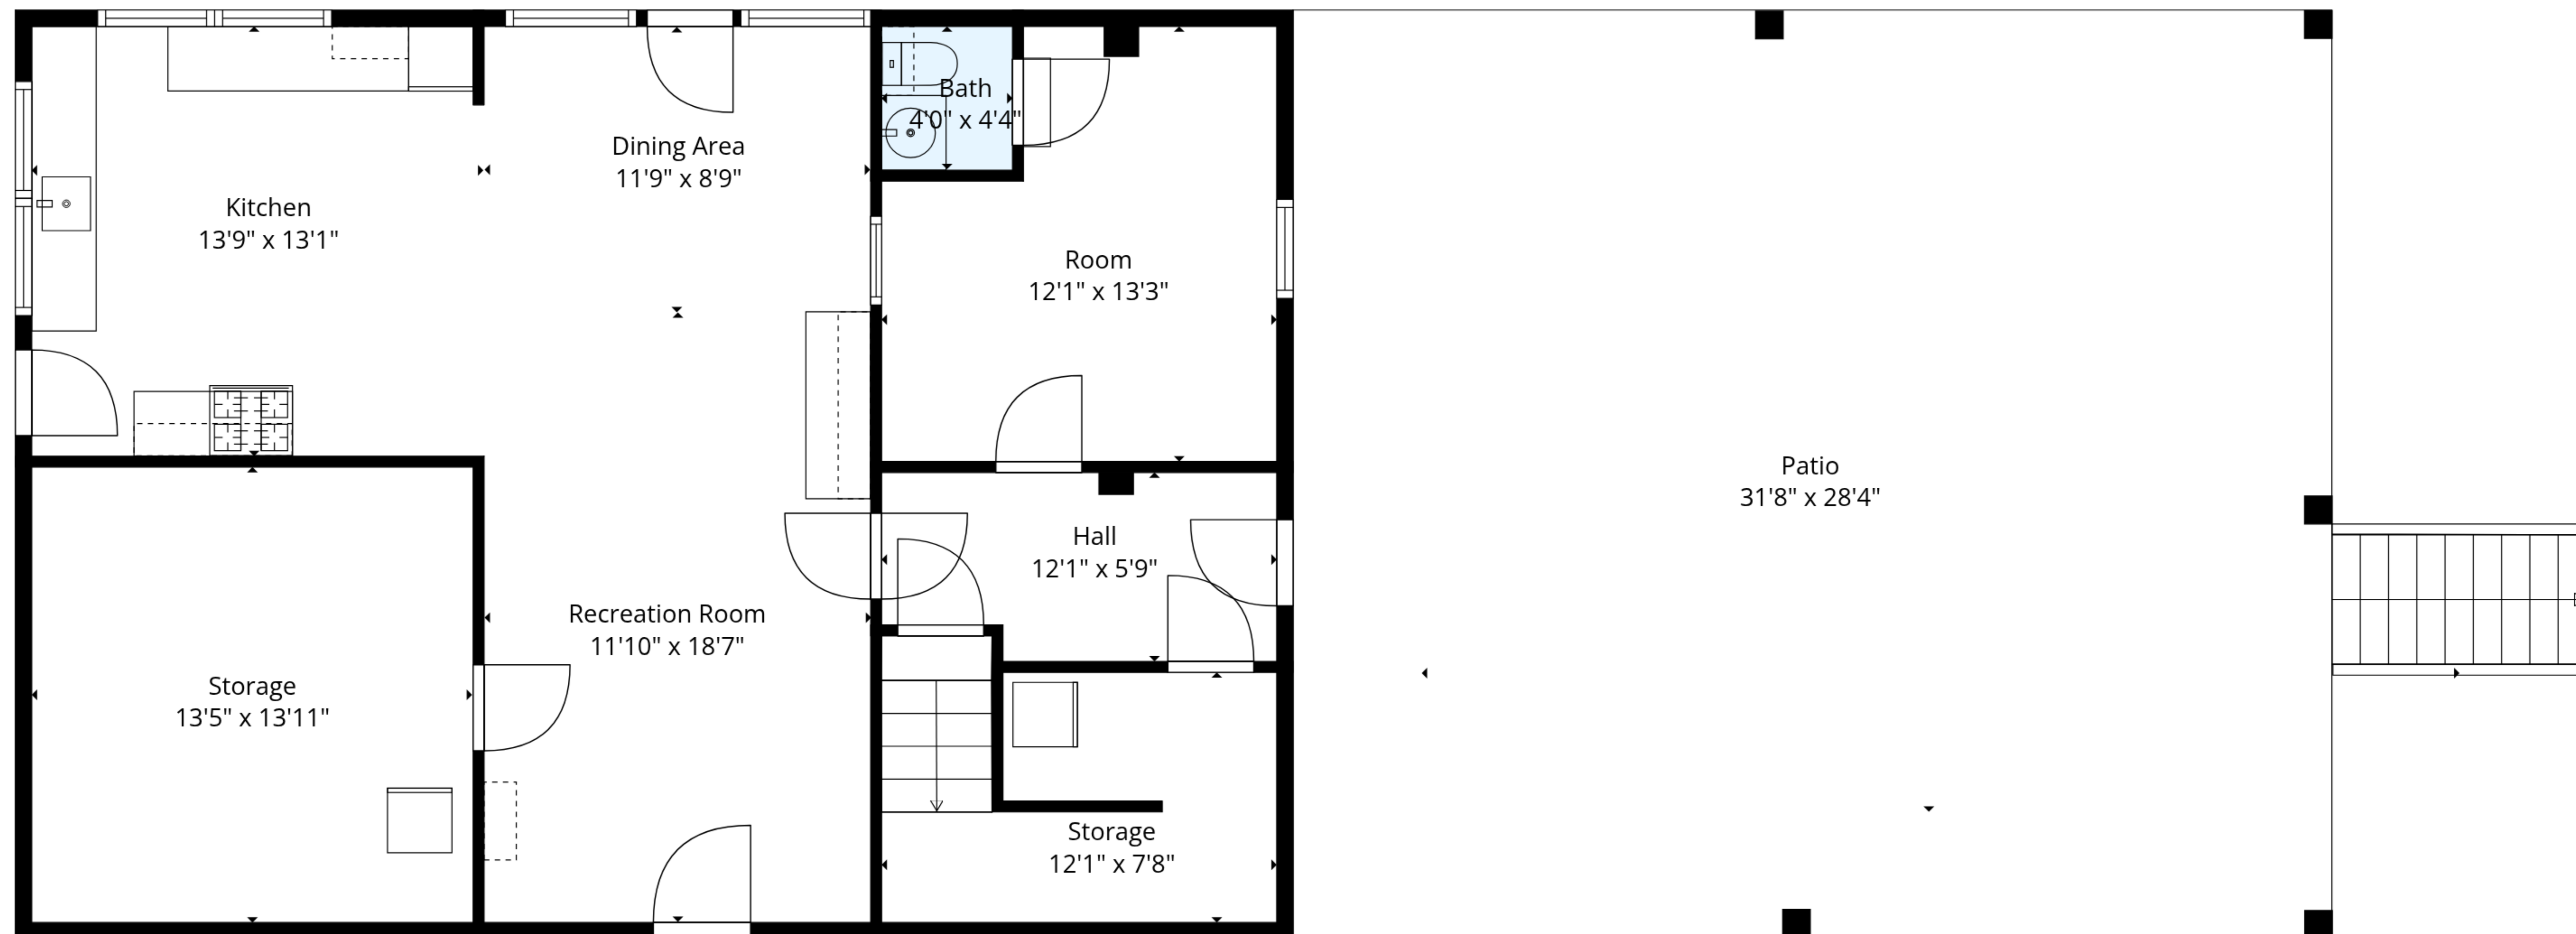 Bath
4'0" x 4'4"
Dining Area
11'9" x 8'9"
Kitchen
13'9" x 13'1"
Room
12'1" x 13'3"
Patio
31'8" x 28'4"
Hall
12'1" x 5'9"
Recreation Room
11'10" x 18'7"
Storage
13'5" x 13'11"
Storage
12'1" x 7'8"